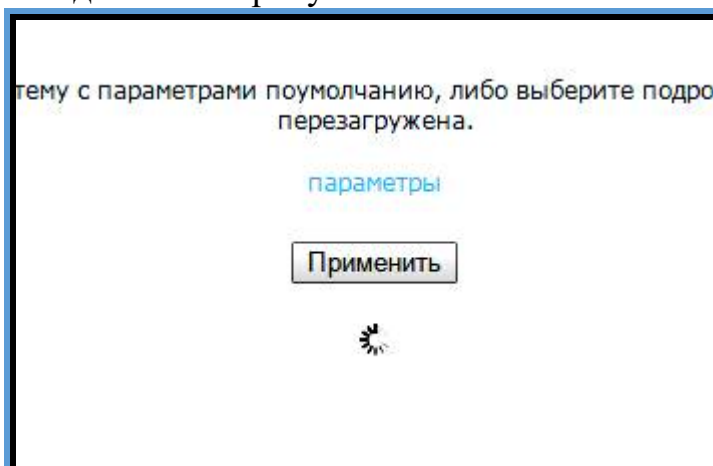 тему с параметрами поумолчанию, либо выберите подро
перезагружена.
параметры
Применить